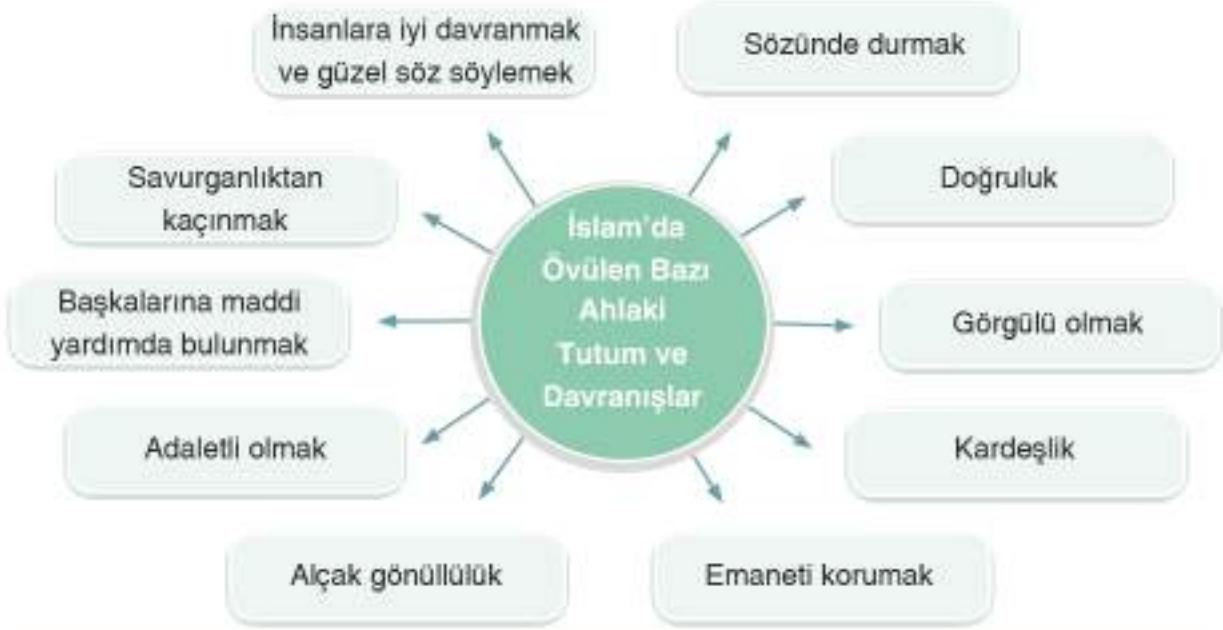 İslam'da
Övülen Bazı
Ahlaki
Tutum ve
Davranışlar
İnsanlara iyi davranmak
ve güzel söz söylemek
Sözünde durmak
Savurganlıktan
kaçınmak
Doğruluk
Başkalarına maddi
yardımda bulunmak
Görgülü olmak
Adaletli olmak
Kardeşlik
Alçak gönüllülük
Emaneti korumak